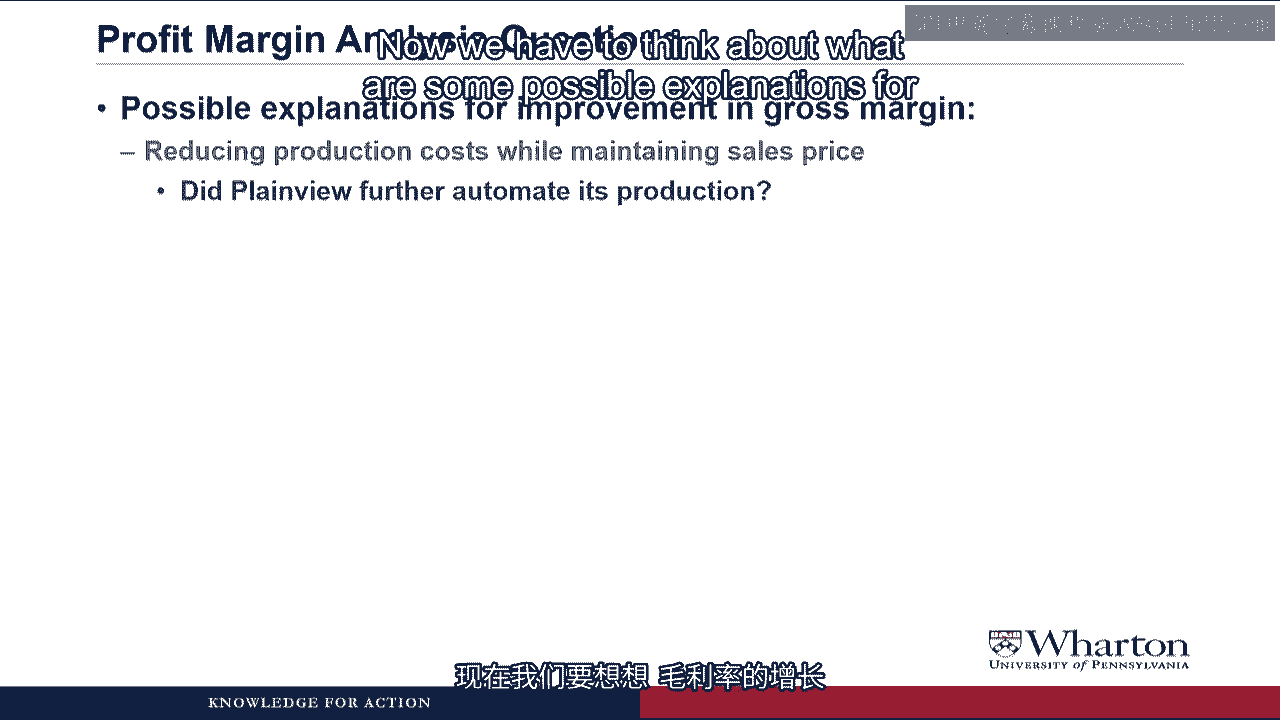 Profit Margin Analysis Questions
Now we have to think about what
are some possible explanations for
• Possible explanations for improvement in gross margin:
– Reducing production costs while maintaining sales price
• Did Plainview further automate its production?
Wharton
UNIVERSITY of PENNSYLVANIA
现在我们要想想 毛利率的增长
KNOWLEDGE FOR ACTION